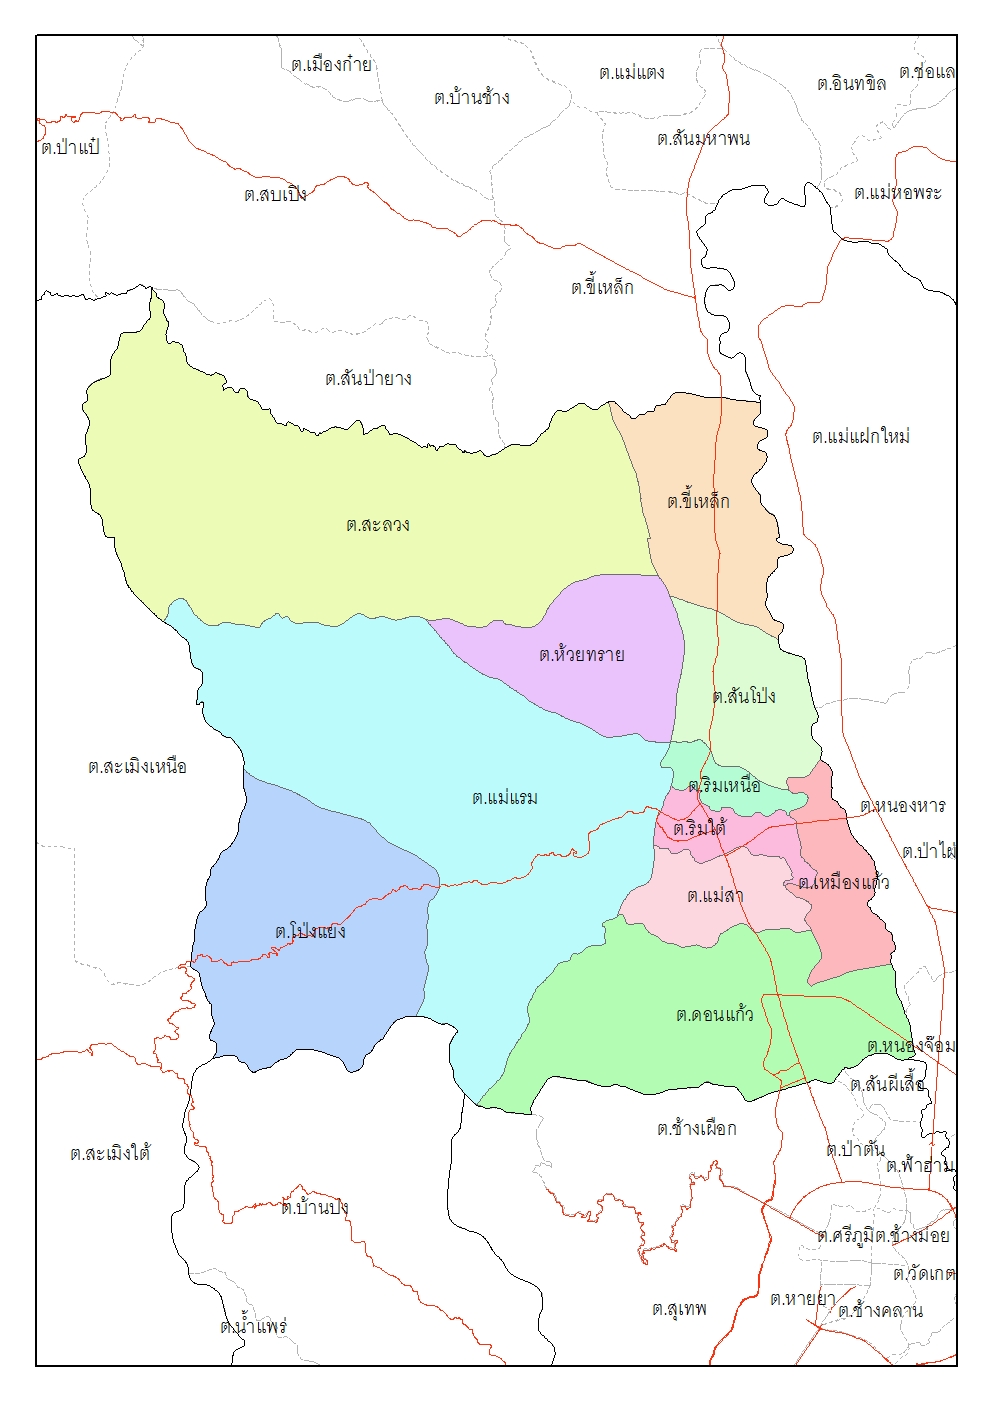 ต.เมืองก๋าย
ต.บ้านช้าง
ต.แม่แตง
ต.อินทขิล
ต.ช่อแล
ต.สันมหาพน
ต.ป่าแป๋
ต.สบเปิง
ต.แม่หอพระ
ต.ขี้เหล็ก
ต.สันป่ายาง
ต.แม่แฝกใหม่
ต.ขี้เหล็ก
ต.สะลวง
ต.ห้วยทราย
ต.สันโป่ง
ต.สะเมิงเหนือ
ต.ริมเหนือ
ต.แม่แรม
ต.หนองหาร
ต.ริมใต้
ต.ป่าไผ่
ต.เหมืองแก้ว
ต.แม่สา
ต.โป่งแยง
ต.ดอนแก้ว
ต.หนองจ๊อม
ต.สันผีเสื้อ
ต.ช้างเผือก
ต.ป่าตัน
ต.สะเมิงใต้
ต.ฟ้าฮ่าม
ต.บ้านปง
ต.ศรีภูมิ
ต.ช้างม่อย
ต.วัดเกต
ต.หายยา
ต.สุเทพ
ต.ช้างคลาน
ต.น้ำแพร่